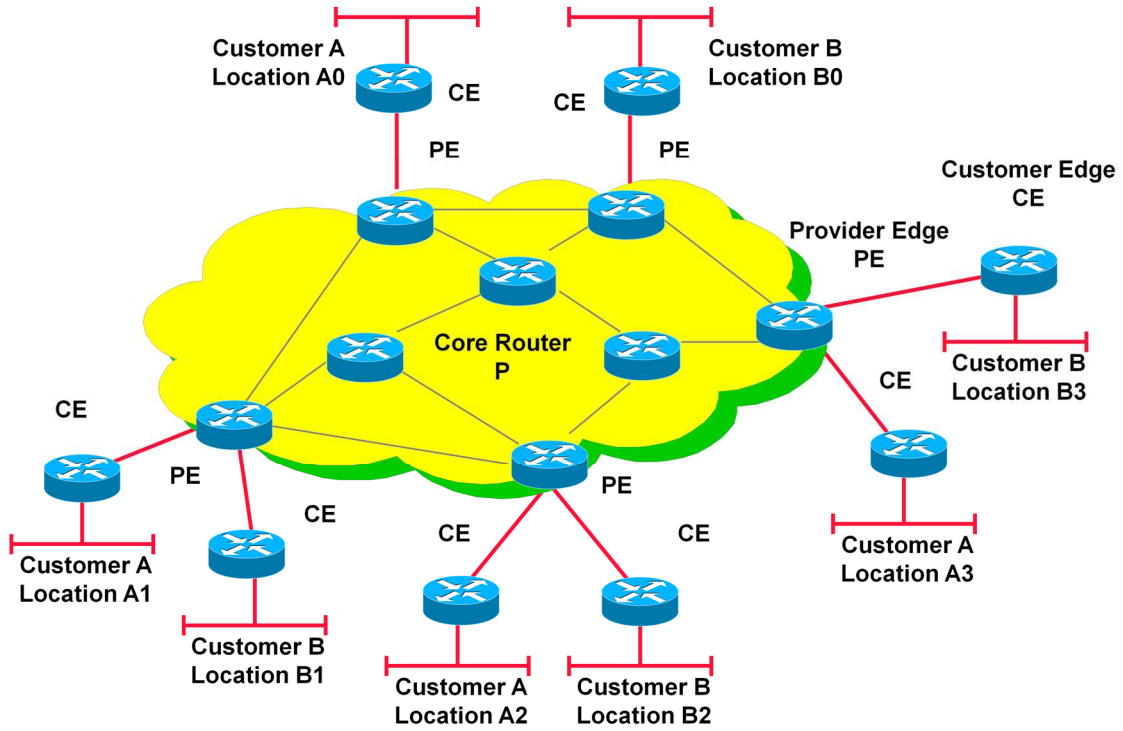 Customer A
Location A0
CE
PE
Customer B
Location B0
CE
PE
Customer Edge
CE
Provider Edge
PE
Core Router
P
Customer B
Location B3
CE
Customer A
Location A3
CE
PE
Customer A
Location A1
CE
Customer B
Location B1
CE
PE
CE
Customer A
Location A2
Customer B
Location B2